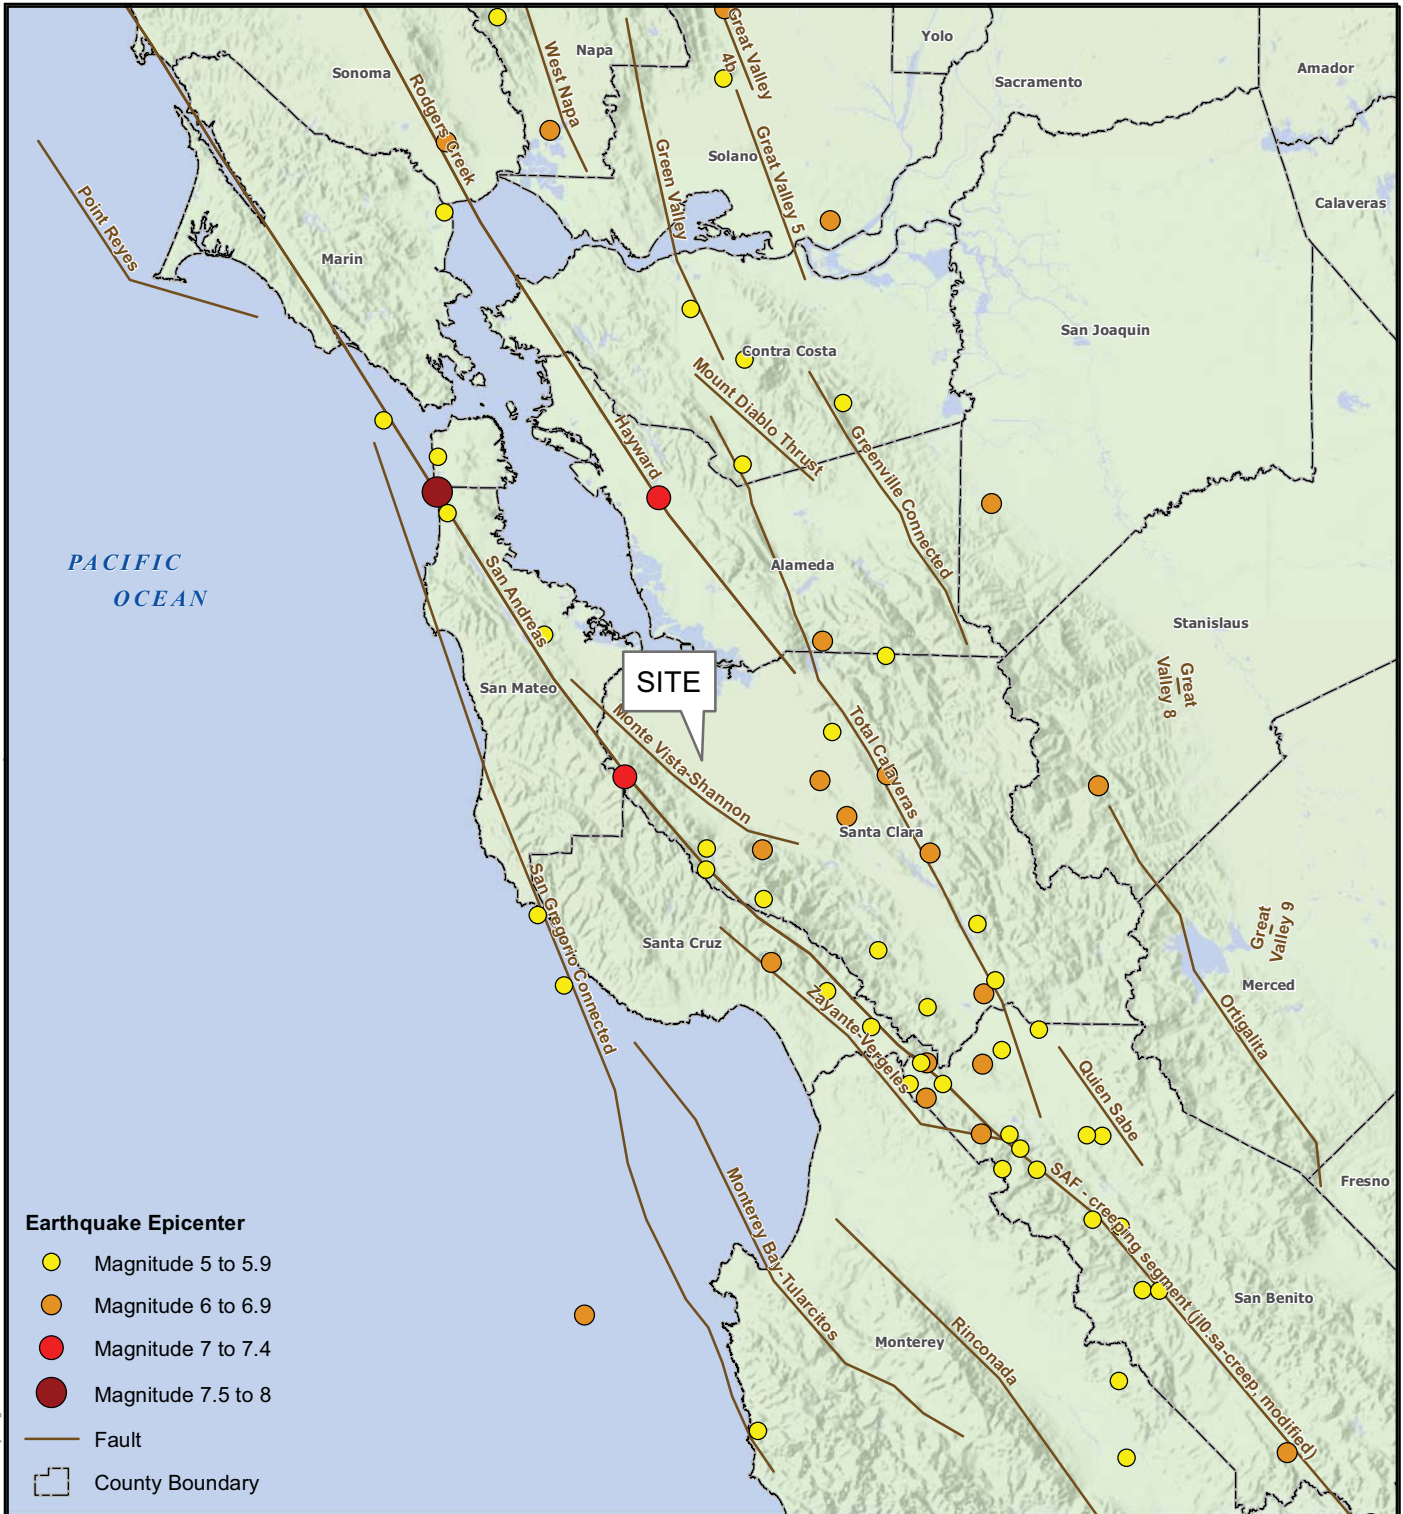 Yolo
Napa
Great Valley
4b
Sonoma
Sacramento
Amador
West Napa
Rodgers Creek
Solano
Great Valley 5
Green Valley
Calaveras
Point Reyes
Marin
San Joaquin
Contra Costa
Mount Diablo Thrust
Hayward
Greenville Connected
PACIFIC
OCEAN
Alameda
San Andreas
Stanislaus
Great
Valley 8
SITE
San Mateo
Monte Vista-Shannon
Total Calaveras
Santa Clara
San Gregorio Connected
Santa Cruz
Great
Valley 9
Merced
Zayante-Vergeles
Ortigalita
Quien Sabe
Fresno
Monterey Bay-Tularcitos
SAF - creeping segment (jl0.sa-creep, modified)
San Benito
Rinconada
Monterey
Earthquake Epicenter
Magnitude 5 to 5.9
Magnitude 6 to 6.9
Magnitude 7 to 7.4
Magnitude 7.5 to 8
Fault
County Boundary